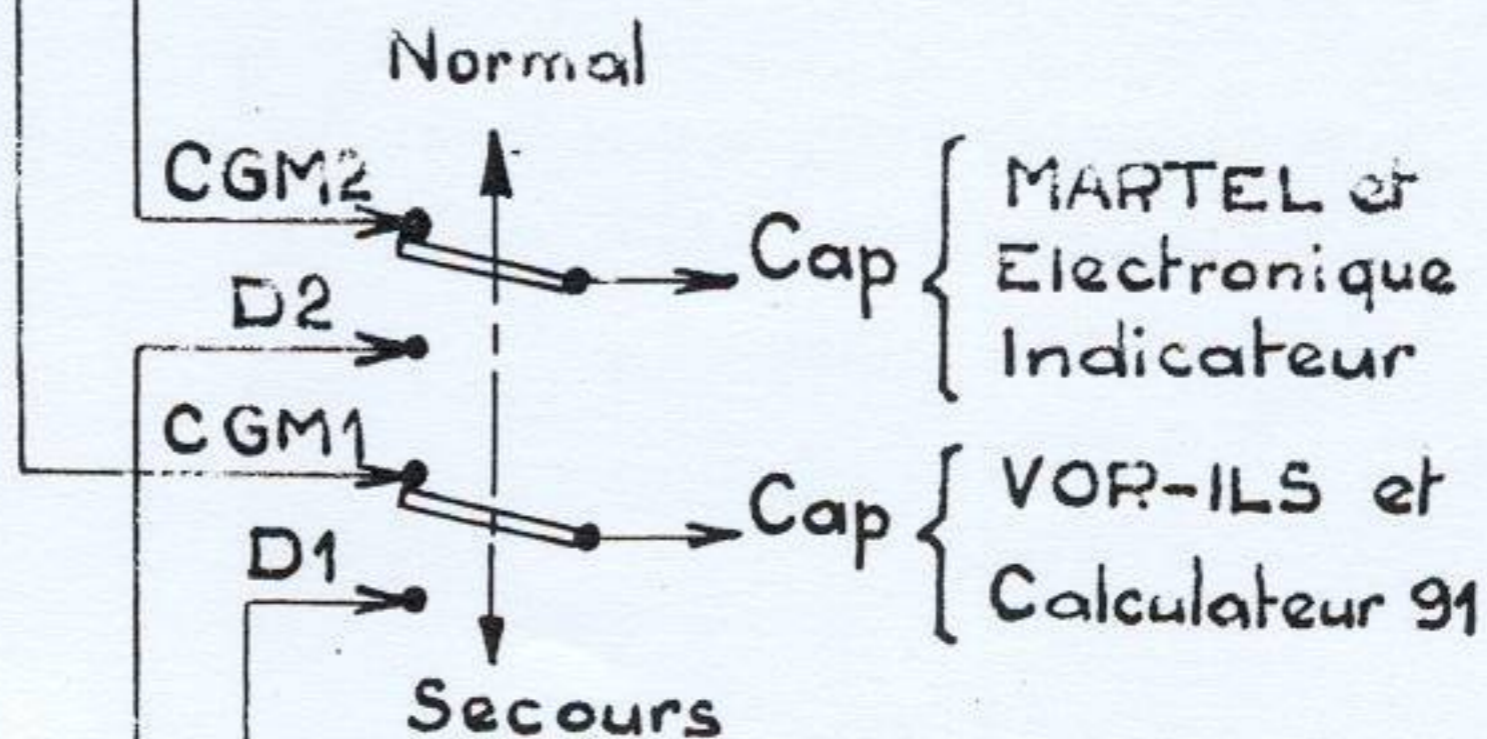 Normal
CGM2
D2
CGM1
D1
Secours
Cap
MARTEL et
Electronique
Indicateur
Cap
VOR-ILS et
Calculateur 91